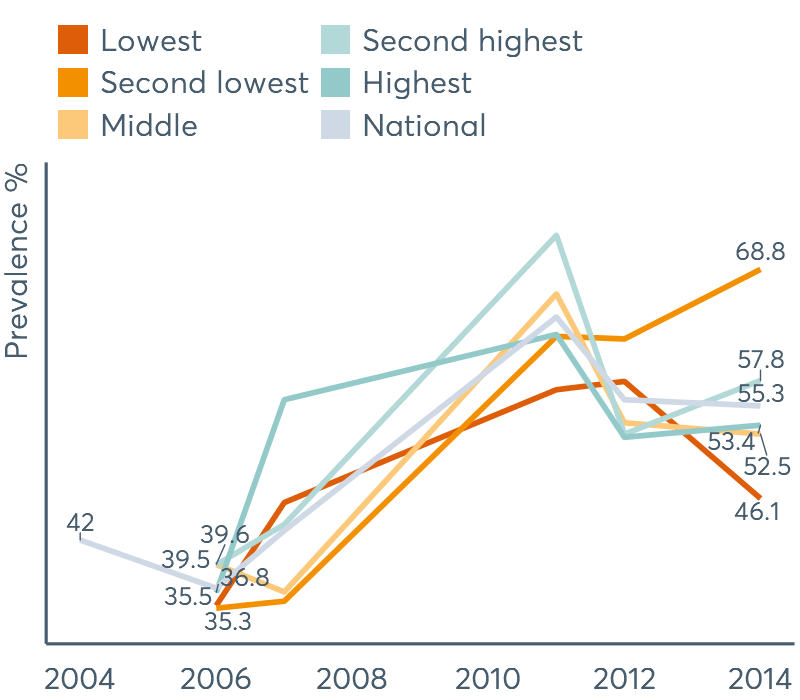 Lowest
Second highest
Second lowest
Highest
Middle
National
Prevalence %
68.8
57.8
55.3
53.4
52.5
46.1
42
39.6
39.5
36.8
35.5
35.3
2004 2006 2008 2010 2012 2014